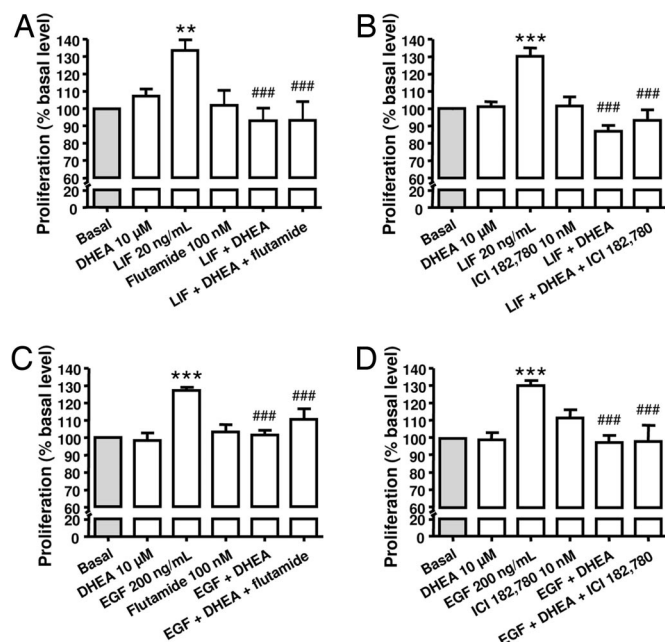 A
Proliferation (% basal level)
140
130
120
110
100
90
80
70
60
20
0
**
###
###
Basal
DHEA 10 µM
LIF 20 ng/mL
Flutamide 100 nM
LIF + DHEA
LIF + DHEA + flutamide
B
Proliferation (% basal level)
140
130
120
110
100
90
80
70
60
20
0
***
###
###
Basal
DHEA 10 µM
LIF 20 ng/mL
ICI 182,780 10 nM
LIF + DHEA
LIF + DHEA + ICI 182,780
C
Proliferation (% basal level)
140
130
120
110
100
90
80
70
60
20
0
***
###
###
Basal
DHEA 10 µM
EGF 200 ng/mL
Flutamide 100 nM
EGF + DHEA
EGF + DHEA + flutamide
D
Proliferation (% basal level)
140
130
120
110
100
90
80
70
60
20
0
***
###
###
Basal
DHEA 10 µM
EGF 200 ng/mL
ICI 182,780 10 nM
EGF + DHEA
EGF + DHEA + ICI 182,780